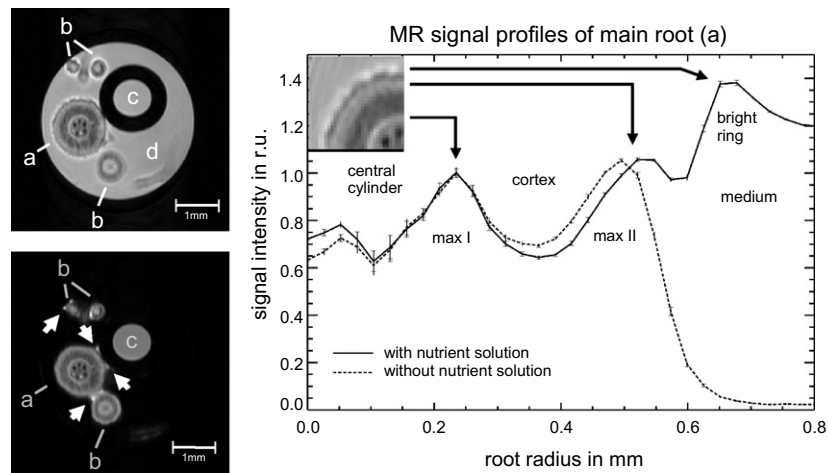 b
a
c
d
b
1mm
b
c
a
b
1mm
MR signal profiles of main root (a)
signal intensity in r.u.
1.4
1.2
1.0
0.8
0.6
0.4
0.2
0.0
bright
ring
central
cylinder
cortex
medium
max I
max II
with nutrient solution
without nutrient solution
0.0
0.2
0.4
0.6
0.8
root radius in mm